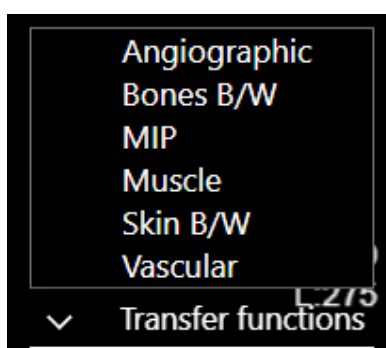 Angiographic
Bones B/W
MIP
Muscle
Skin B/W
Vascular
L:275
Transfer functions